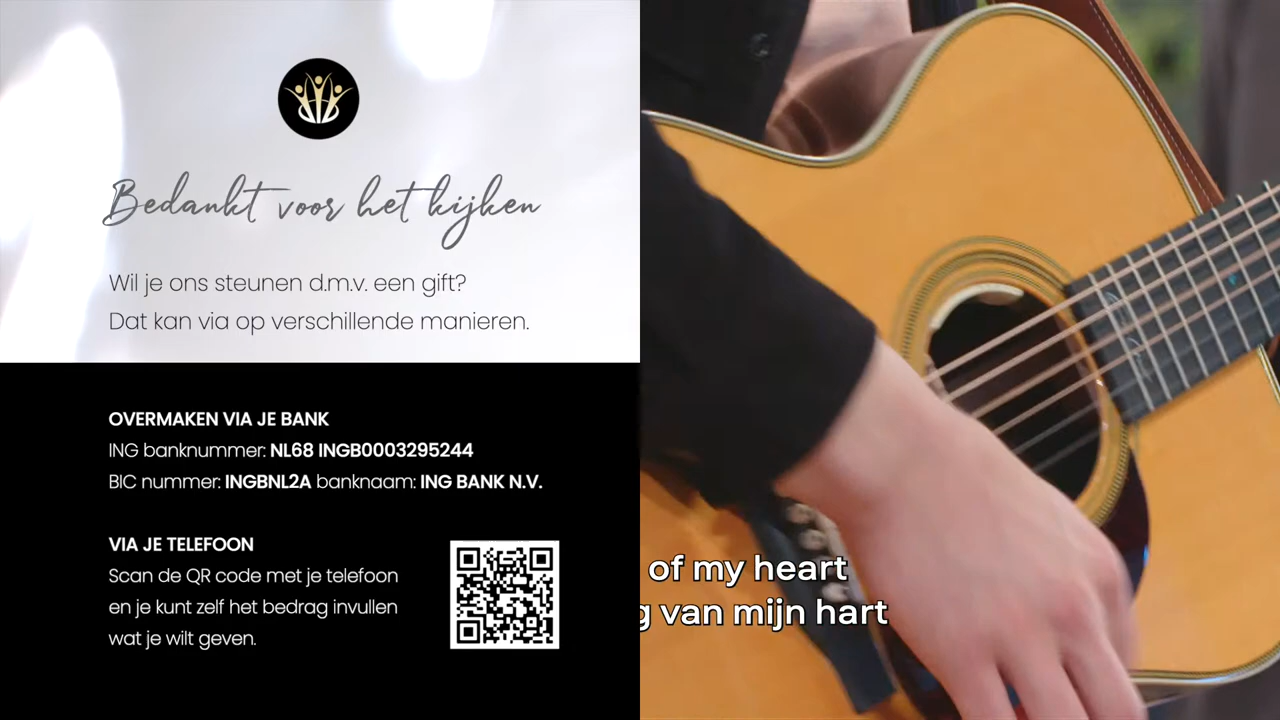 Bedankt voor het kijken
Wil je ons steunen d.m.v. een gift?
Dat kan via op verschillende manieren.
OVERMAKEN VIA JE BANK
ING banknummer: NL68 INGB0003295244
BIC nummer: INGBNL2A banknaam: ING BANK N.V.
VIA JE TELEFOON
Scan de QR code met je telefoon
en je kunt zelf het bedrag invullen
wat je wilt geven.
of my heart
van mijn hart